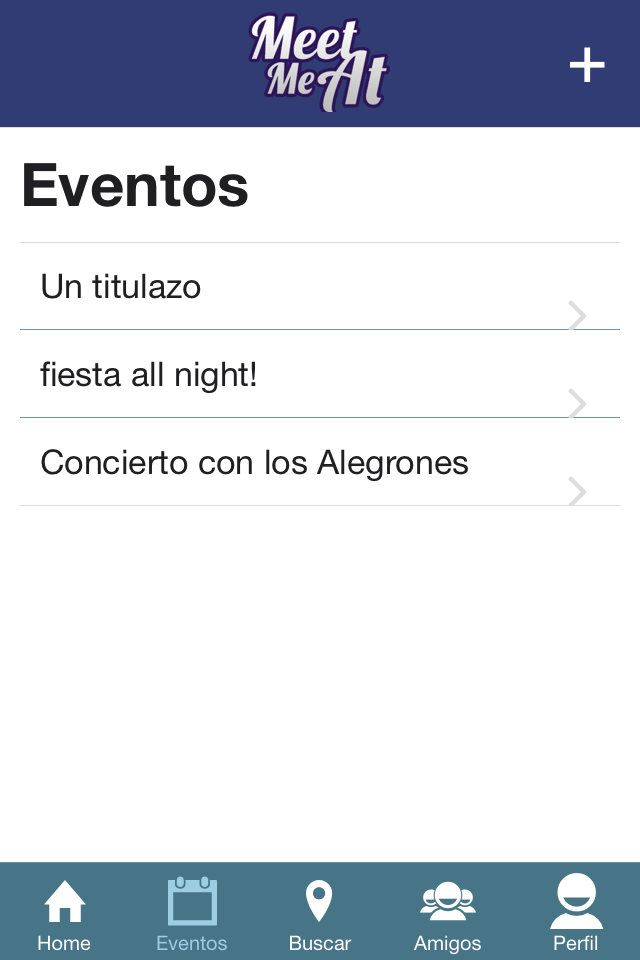 Meet
Me At
+
Eventos
Un titulazo
fiesta all night!
Concierto con los Alegrones
Home
Eventos
Buscar
Amigos
Perfil